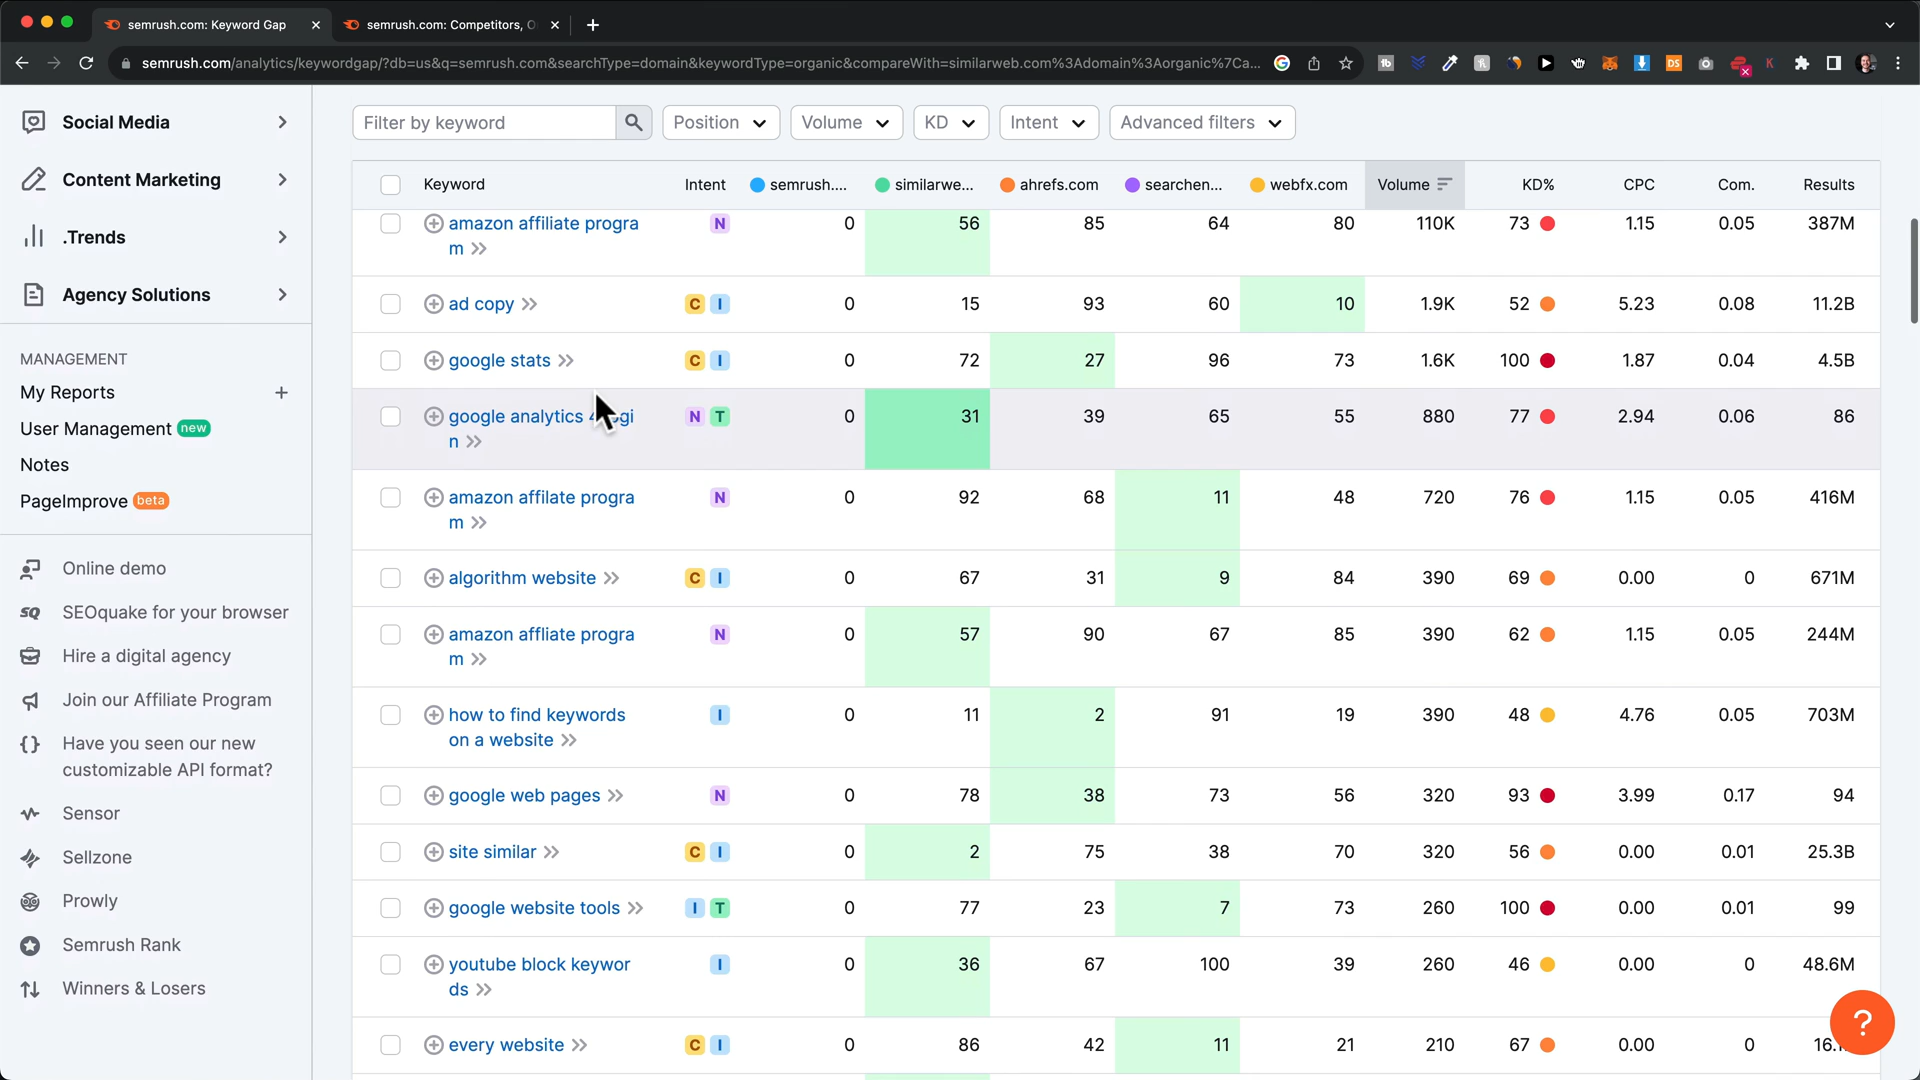 semrush.com: Keyword Gap
semrush.com: Competitors, O
semrush.com/analytics/keywordgap/?db=us&q=semrush.com&searchType=domain&keywordType=organic&compareWith=similarweb.com%3Adomain%3Aorganic%7Ca...
Social Media
Content Marketing
.Trends
Agency Solutions
MANAGEMENT
My Reports +
User Management new
Notes
PageImprove beta
Online demo
SEOquake for your browser
Hire a digital agency
Join our Affiliate Program
Have you seen our new
customizable API format?
Sensor
Sellzone
Prowly
Semrush Rank
Winners & Losers
Filter by keyword Position Volume KD Intent Advanced filters
Keyword Intent semrush.... similarwe... ahrefs.com searchen... webfx.com Volume KD% CPC Com. Results
amazon affiliate progra N 0 56 85 64 80 110K 73 1.15 0.05 387M
m
ad copy C I 0 15 93 60 10 1.9K 52 5.23 0.08 11.2B
google stats C I 0 72 27 96 73 1.6K 100 1.87 0.04 4.5B
google analytics N T 0 31 39 65 55 880 77 2.94 0.06 86
n
amazon affilate progra N 0 92 68 11 48 720 76 1.15 0.05 416M
m
algorithm website C I 0 67 31 9 84 390 69 0.00 0 671M
amazon affliate progra N 0 57 90 67 85 390 62 1.15 0.05 244M
m
how to find keywords I 0 11 2 91 19 390 48 4.76 0.05 703M
on a website
google web pages N 0 78 38 73 56 320 93 3.99 0.17 94
site similar C I 0 2 75 38 70 320 56 0.00 0.01 25.3B
google website tools I T 0 77 23 7 73 260 100 0.00 0.01 99
youtube block keywor I 0 36 67 100 39 260 46 0.00 0 48.6M
ds
every website C I 0 86 42 11 21 210 67 0.00 0
?